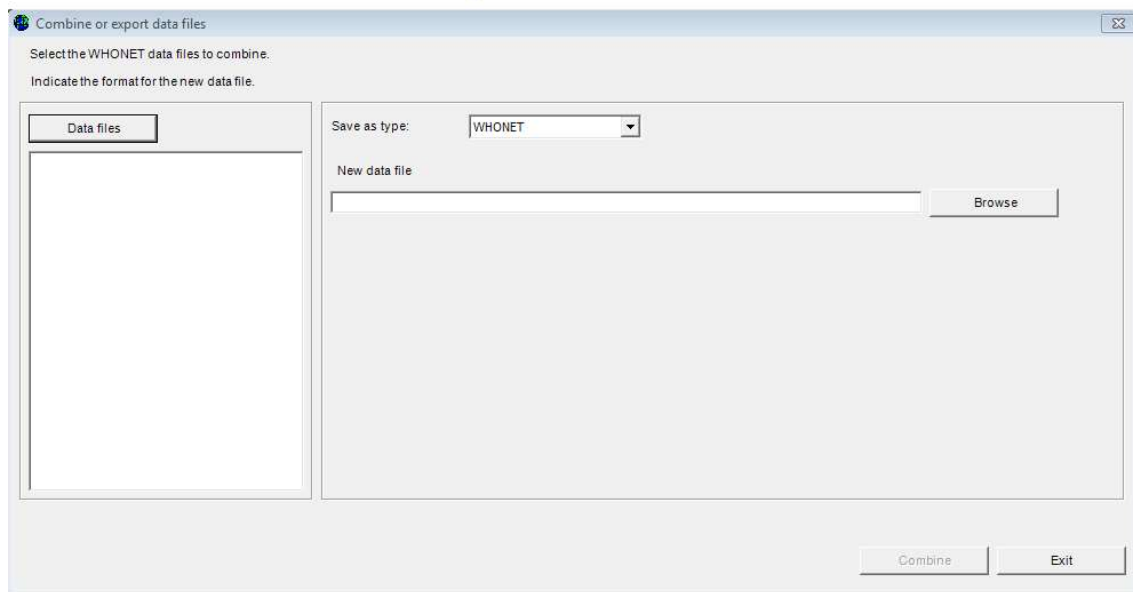 Combine or export data files
Select the WHONET data files to combine.
Indicate the format for the new data file.
Data files
Save as type: WHONET
New data file
Browse
Combine Exit